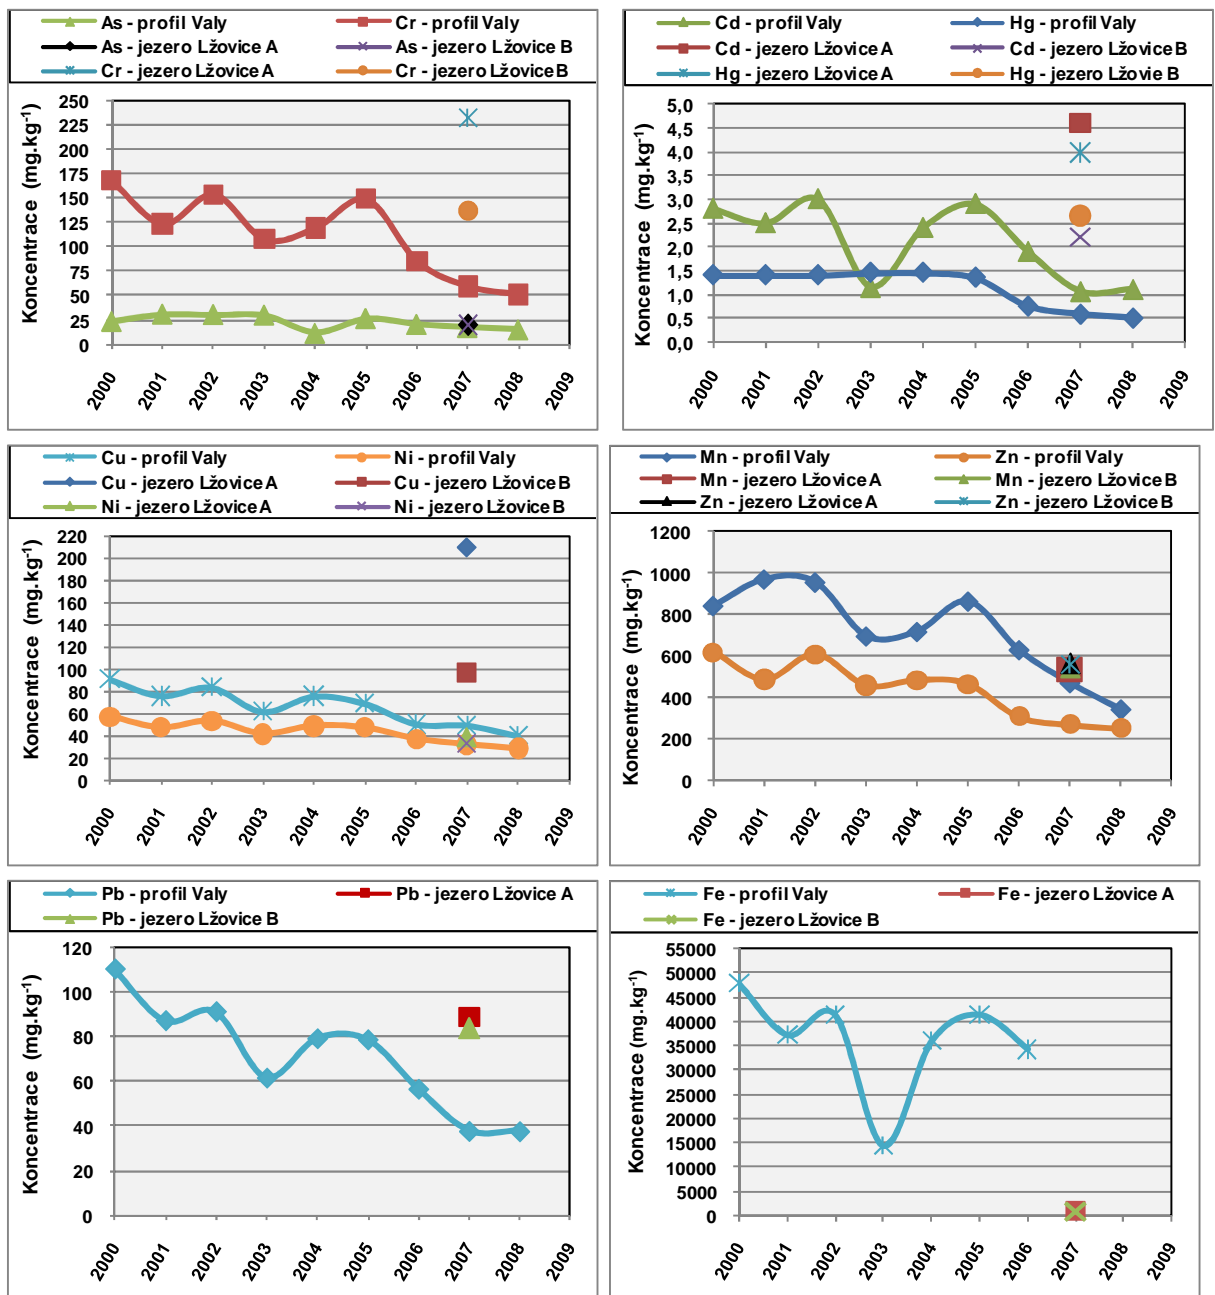 As - profil Valy Cr - profil Valy
As - jezero Lžovice A As - jezero Lžovice B
Cr - jezero Lžovice A Cr - jezero Lžovice B
Koncentrace (mg.kg-1)
250
225
200
175
150
125
100
75
50
25
0
2000 2001 2002 2003 2004 2005 2006 2007 2008 2009
Cd - profil Valy Hg - profil Valy
Cd - jezero Lžovice A Cd - jezero Lžovice B
Hg - jezero Lžovice A Hg - jezero Lžovie B
Koncentrace (mg.kg-1)
5,0
4,5
4,0
3,5
3,0
2,5
2,0
1,5
1,0
0,5
0,0
2000 2001 2002 2003 2004 2005 2006 2007 2008 2009
Cu - profil Valy Ni - profil Valy
Cu - jezero Lžovice A Cu - jezero Lžovice B
Ni - jezero Lžovice A Ni - jezero Lžovice B
Koncentrace (mg.kg-1)
220
200
180
160
140
120
100
80
60
40
20
0
2000 2001 2002 2003 2004 2005 2006 2007 2008 2009
Mn - profil Valy Zn - profil Valy
Mn - jezero Lžovice A Mn - jezero Lžovice B
Zn - jezero Lžovice A Zn - jezero Lžovice B
Koncentrace (mg.kg-1)
1200
1000
800
600
400
200
0
2000 2001 2002 2003 2004 2005 2006 2007 2008 2009
Pb - profil Valy Pb - jezero Lžovice A
Pb - jezero Lžovice B
Koncentrace (mg.kg-1)
120
100
80
60
40
20
0
2000 2001 2002 2003 2004 2005 2006 2007 2008 2009
Fe - profil Valy Fe - jezero Lžovice A
Fe - jezero Lžovice B
Koncentrace (mg.kg-1)
55000
50000
45000
40000
35000
30000
25000
20000
15000
10000
5000
0
2000 2001 2002 2003 2004 2005 2006 2007 2008 2009